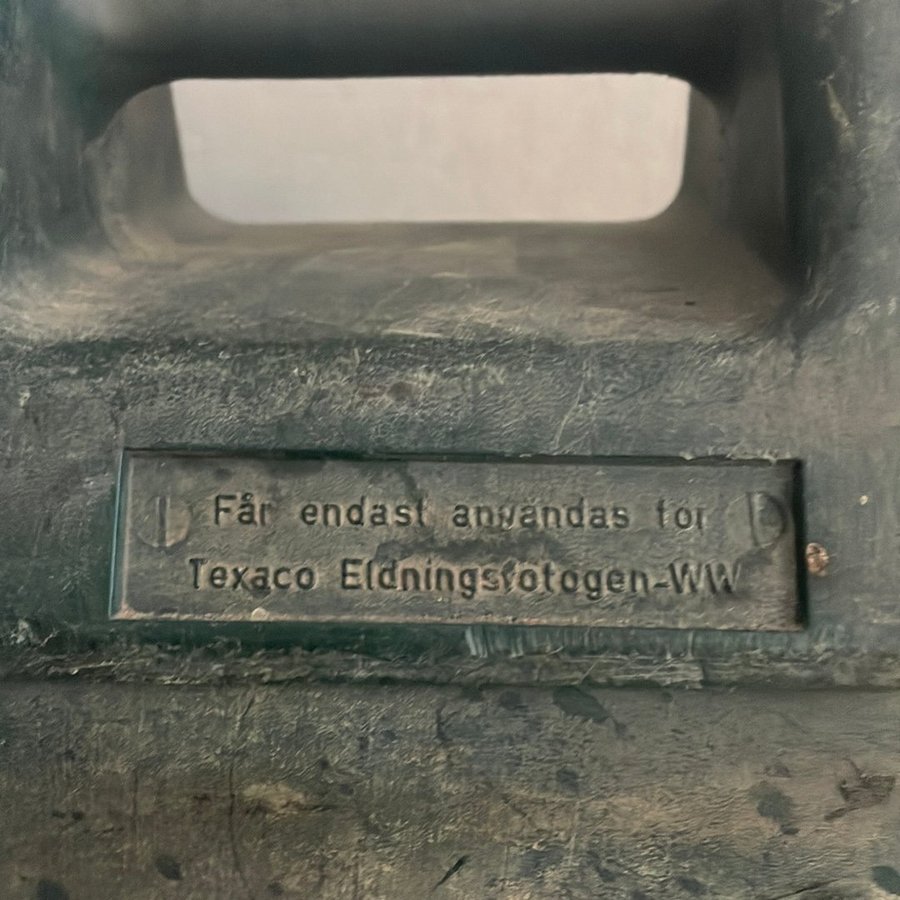 Får endast användas för
Texaco Eldningsfotogen-WW